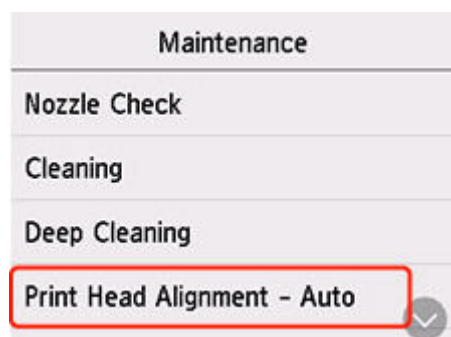 Maintenance
Nozzle Check
Cleaning
Deep Cleaning
Print Head Alignment - Auto